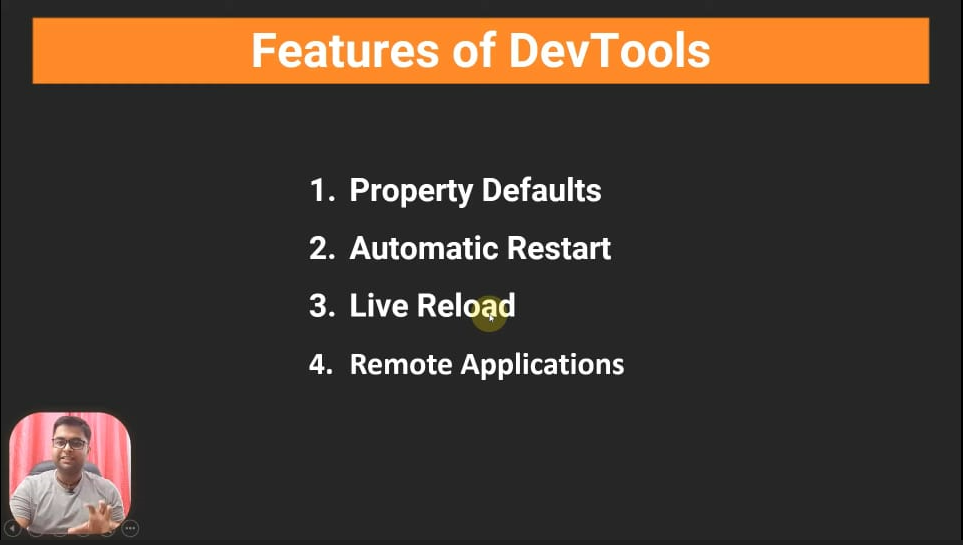 Features of DevTools
1. Property Defaults
2. Automatic Restart
3. Live Reload
4. Remote Applications